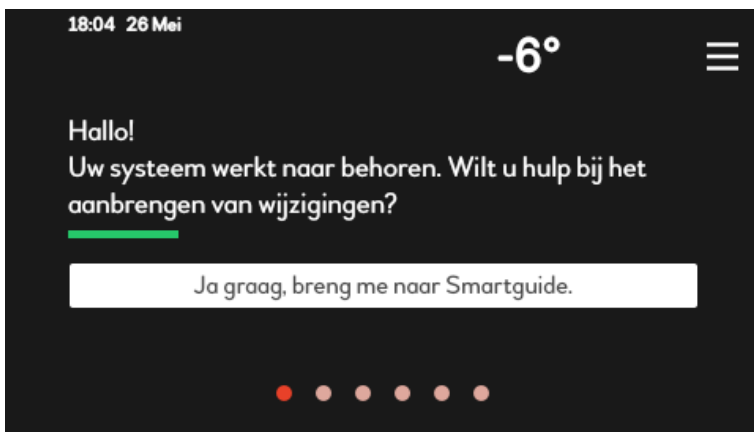 18:04 26 Mei
-6°
Hallo!
Uw systeem werkt naar behoren. Wilt u hulp bij het
aanbrengen van wijzigingen?
Ja graag, breng me naar Smartguide.